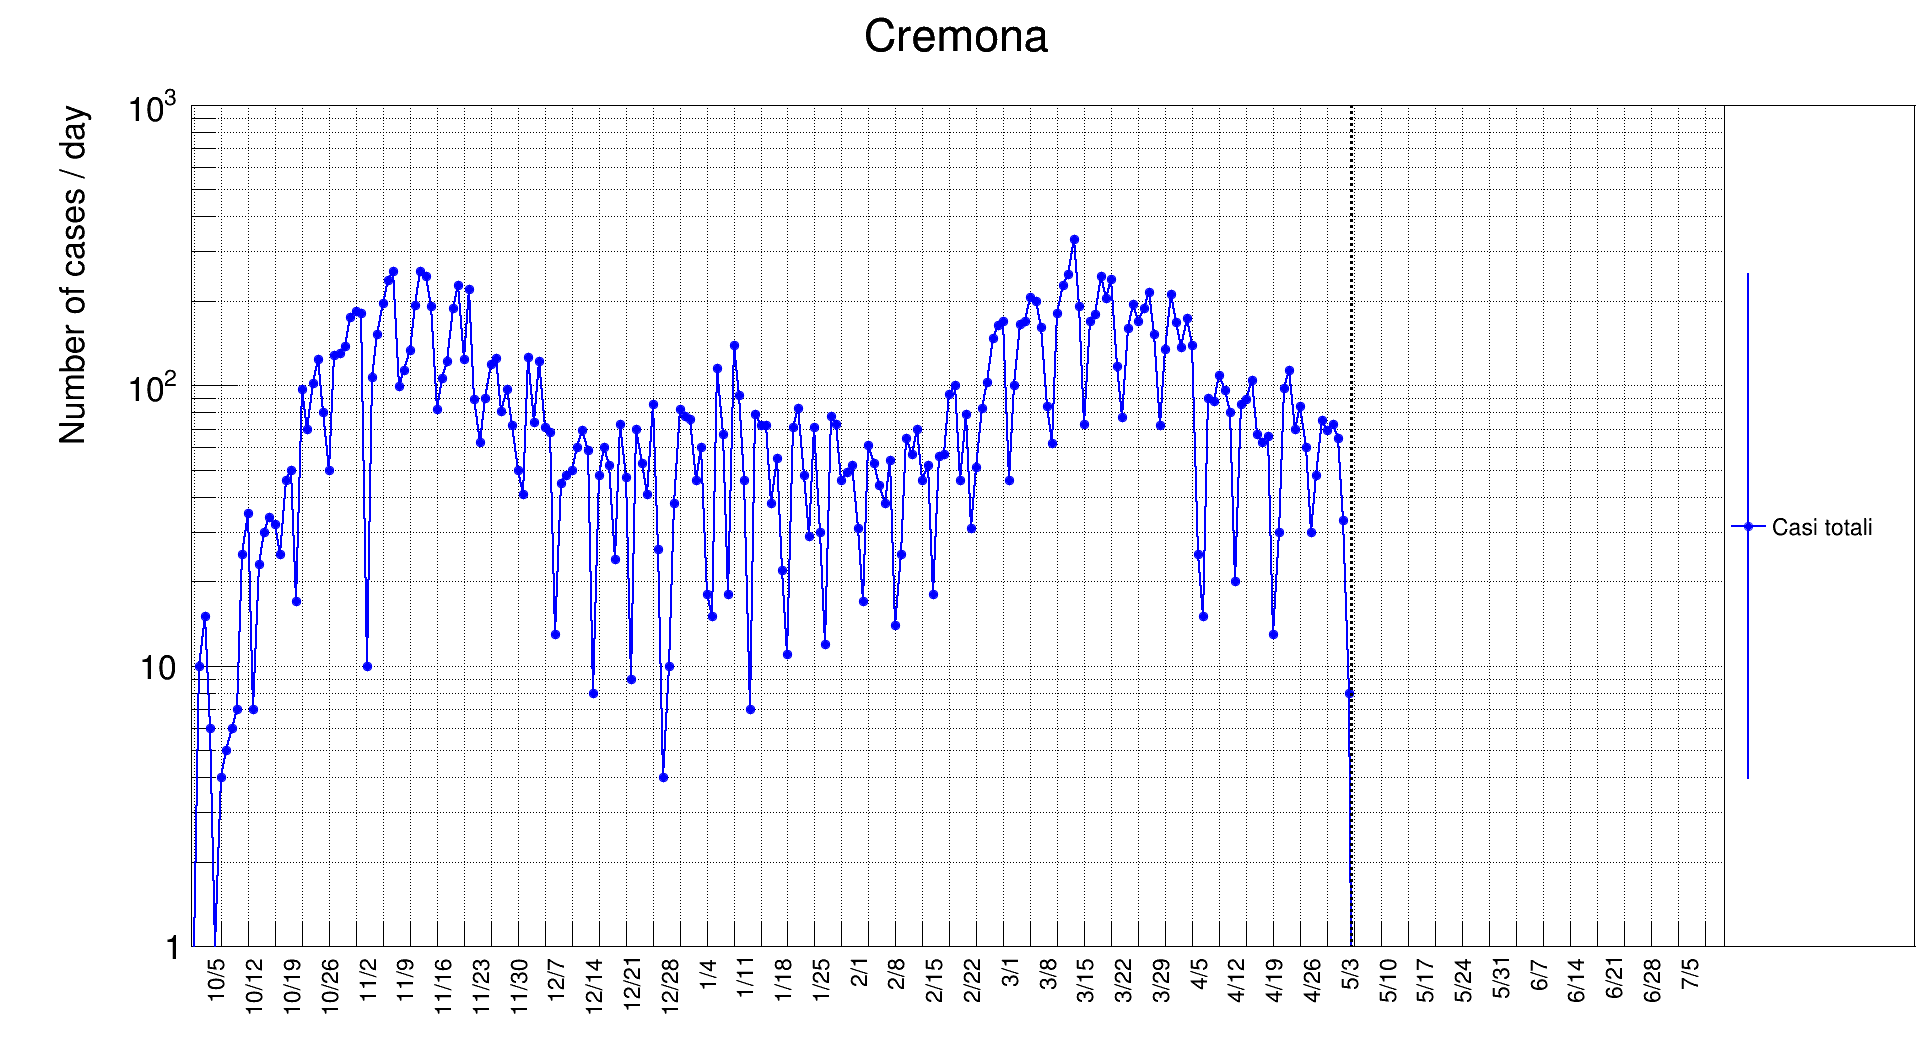 Cremona
Number of cases / day
10³
10²
10
1
10/5 10/12 10/19 10/26 11/2 11/9 11/16 11/23 11/30 12/7 12/14 12/21 12/28 1/4 1/11 1/18 1/25 2/1 2/8 2/15 2/22 3/1 3/8 3/15 3/22 3/29 4/5 4/12 4/19 4/26 5/3 5/10 5/17 5/24 5/31 6/7 6/14 6/21 6/28 7/5
Casi totali